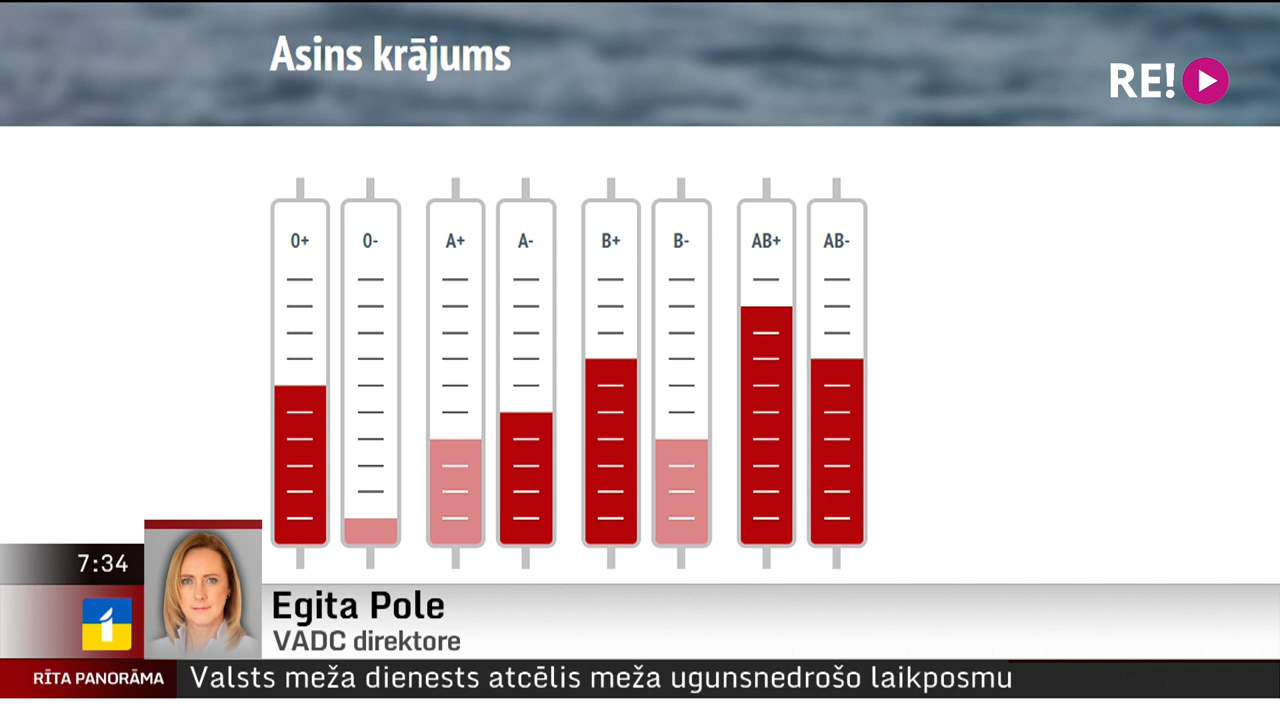 Asins krājums
RE!
0+ 0- A+ A- B+ B- AB+ AB-
7:34
1
Egita Pole
VADC direktore
RĪTA PANORĀMA
Valsts meža dienests atcēlis meža ugunsnedrošo laikposmu